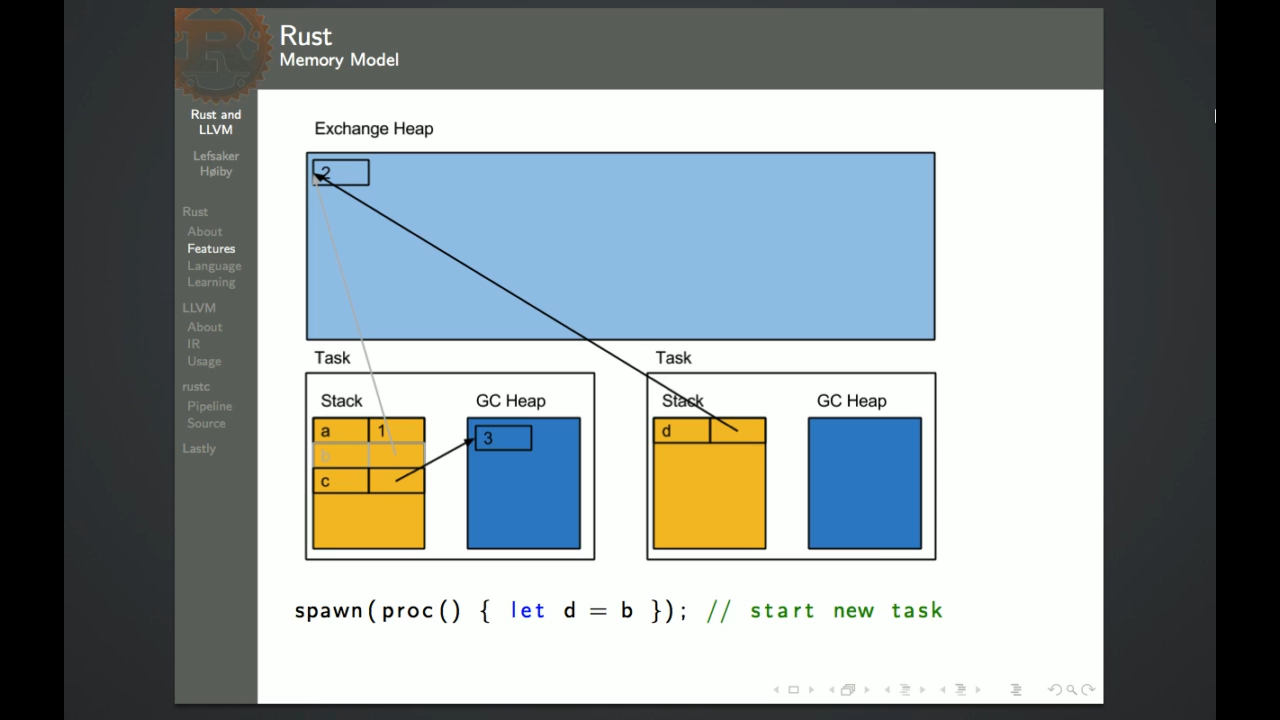 Rust
Memory Model
Rust and
LLVM
Lefsaker
Høiby
Rust
About
Features
Language
Learning
LLVM
About
IR
Usage
rustc
Pipeline
Source
Lastly
Exchange Heap
2
Task
Stack
GC Heap
a 1
b
c
3
Task
Stack
GC Heap
d
spawn(proc() { let d = b }); // start new task